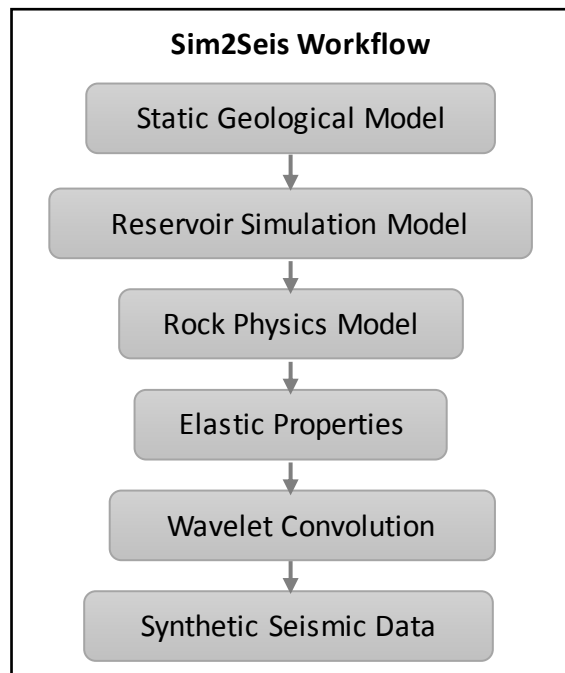 Sim2Seis Workflow
Static Geological Model
Reservoir Simulation Model
Rock Physics Model
Elastic Properties
Wavelet Convolution
Synthetic Seismic Data